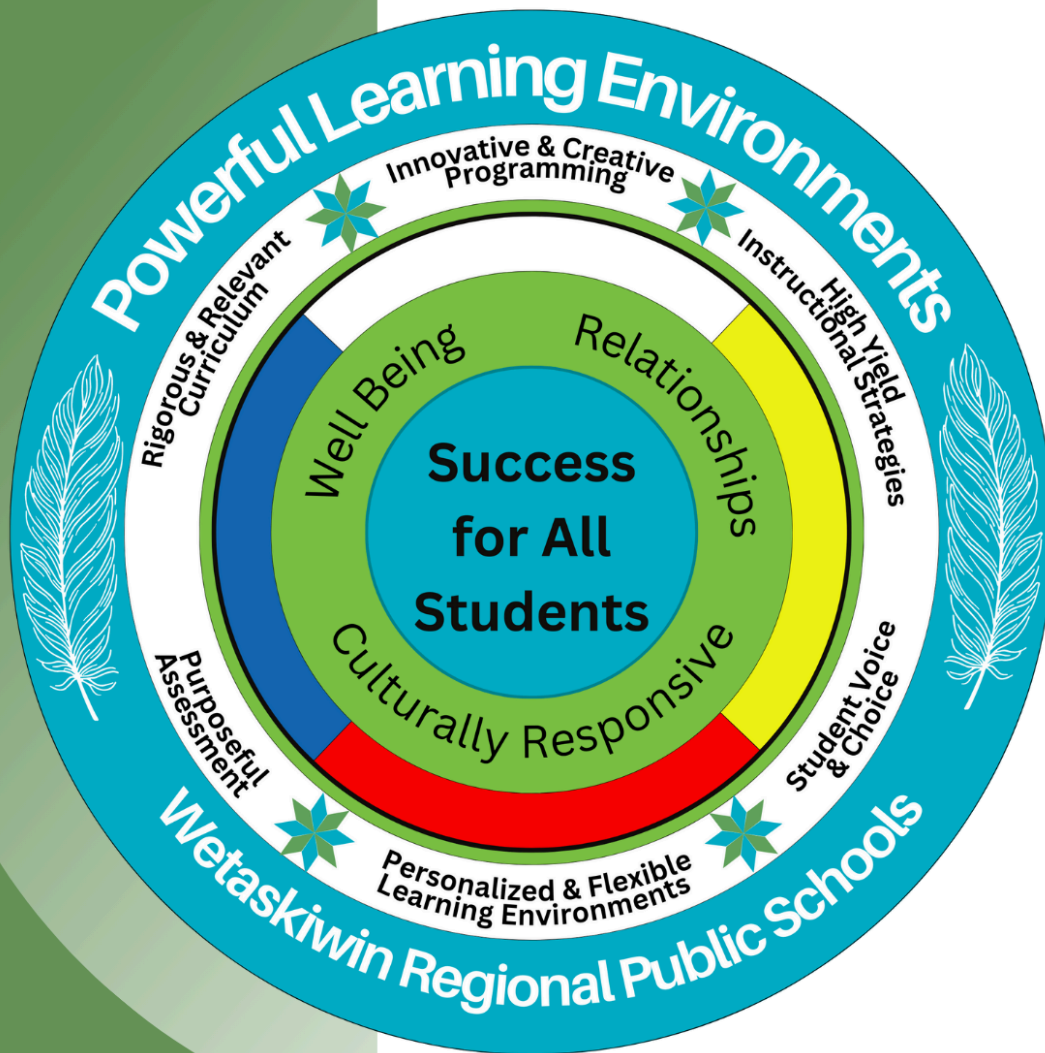 Powerful Learning Environments
Innovative & Creative
Programming
High Yield
Instructional Strategies
Student Voice
& Choice
Personalized & Flexible
Learning Environments
Purposeful
Assessment
Rigorous & Relevant
Curriculum
Well Being
Relationships
Culturally Responsive
Success
for All
Students
Wetaskiwin Regional Public Schools